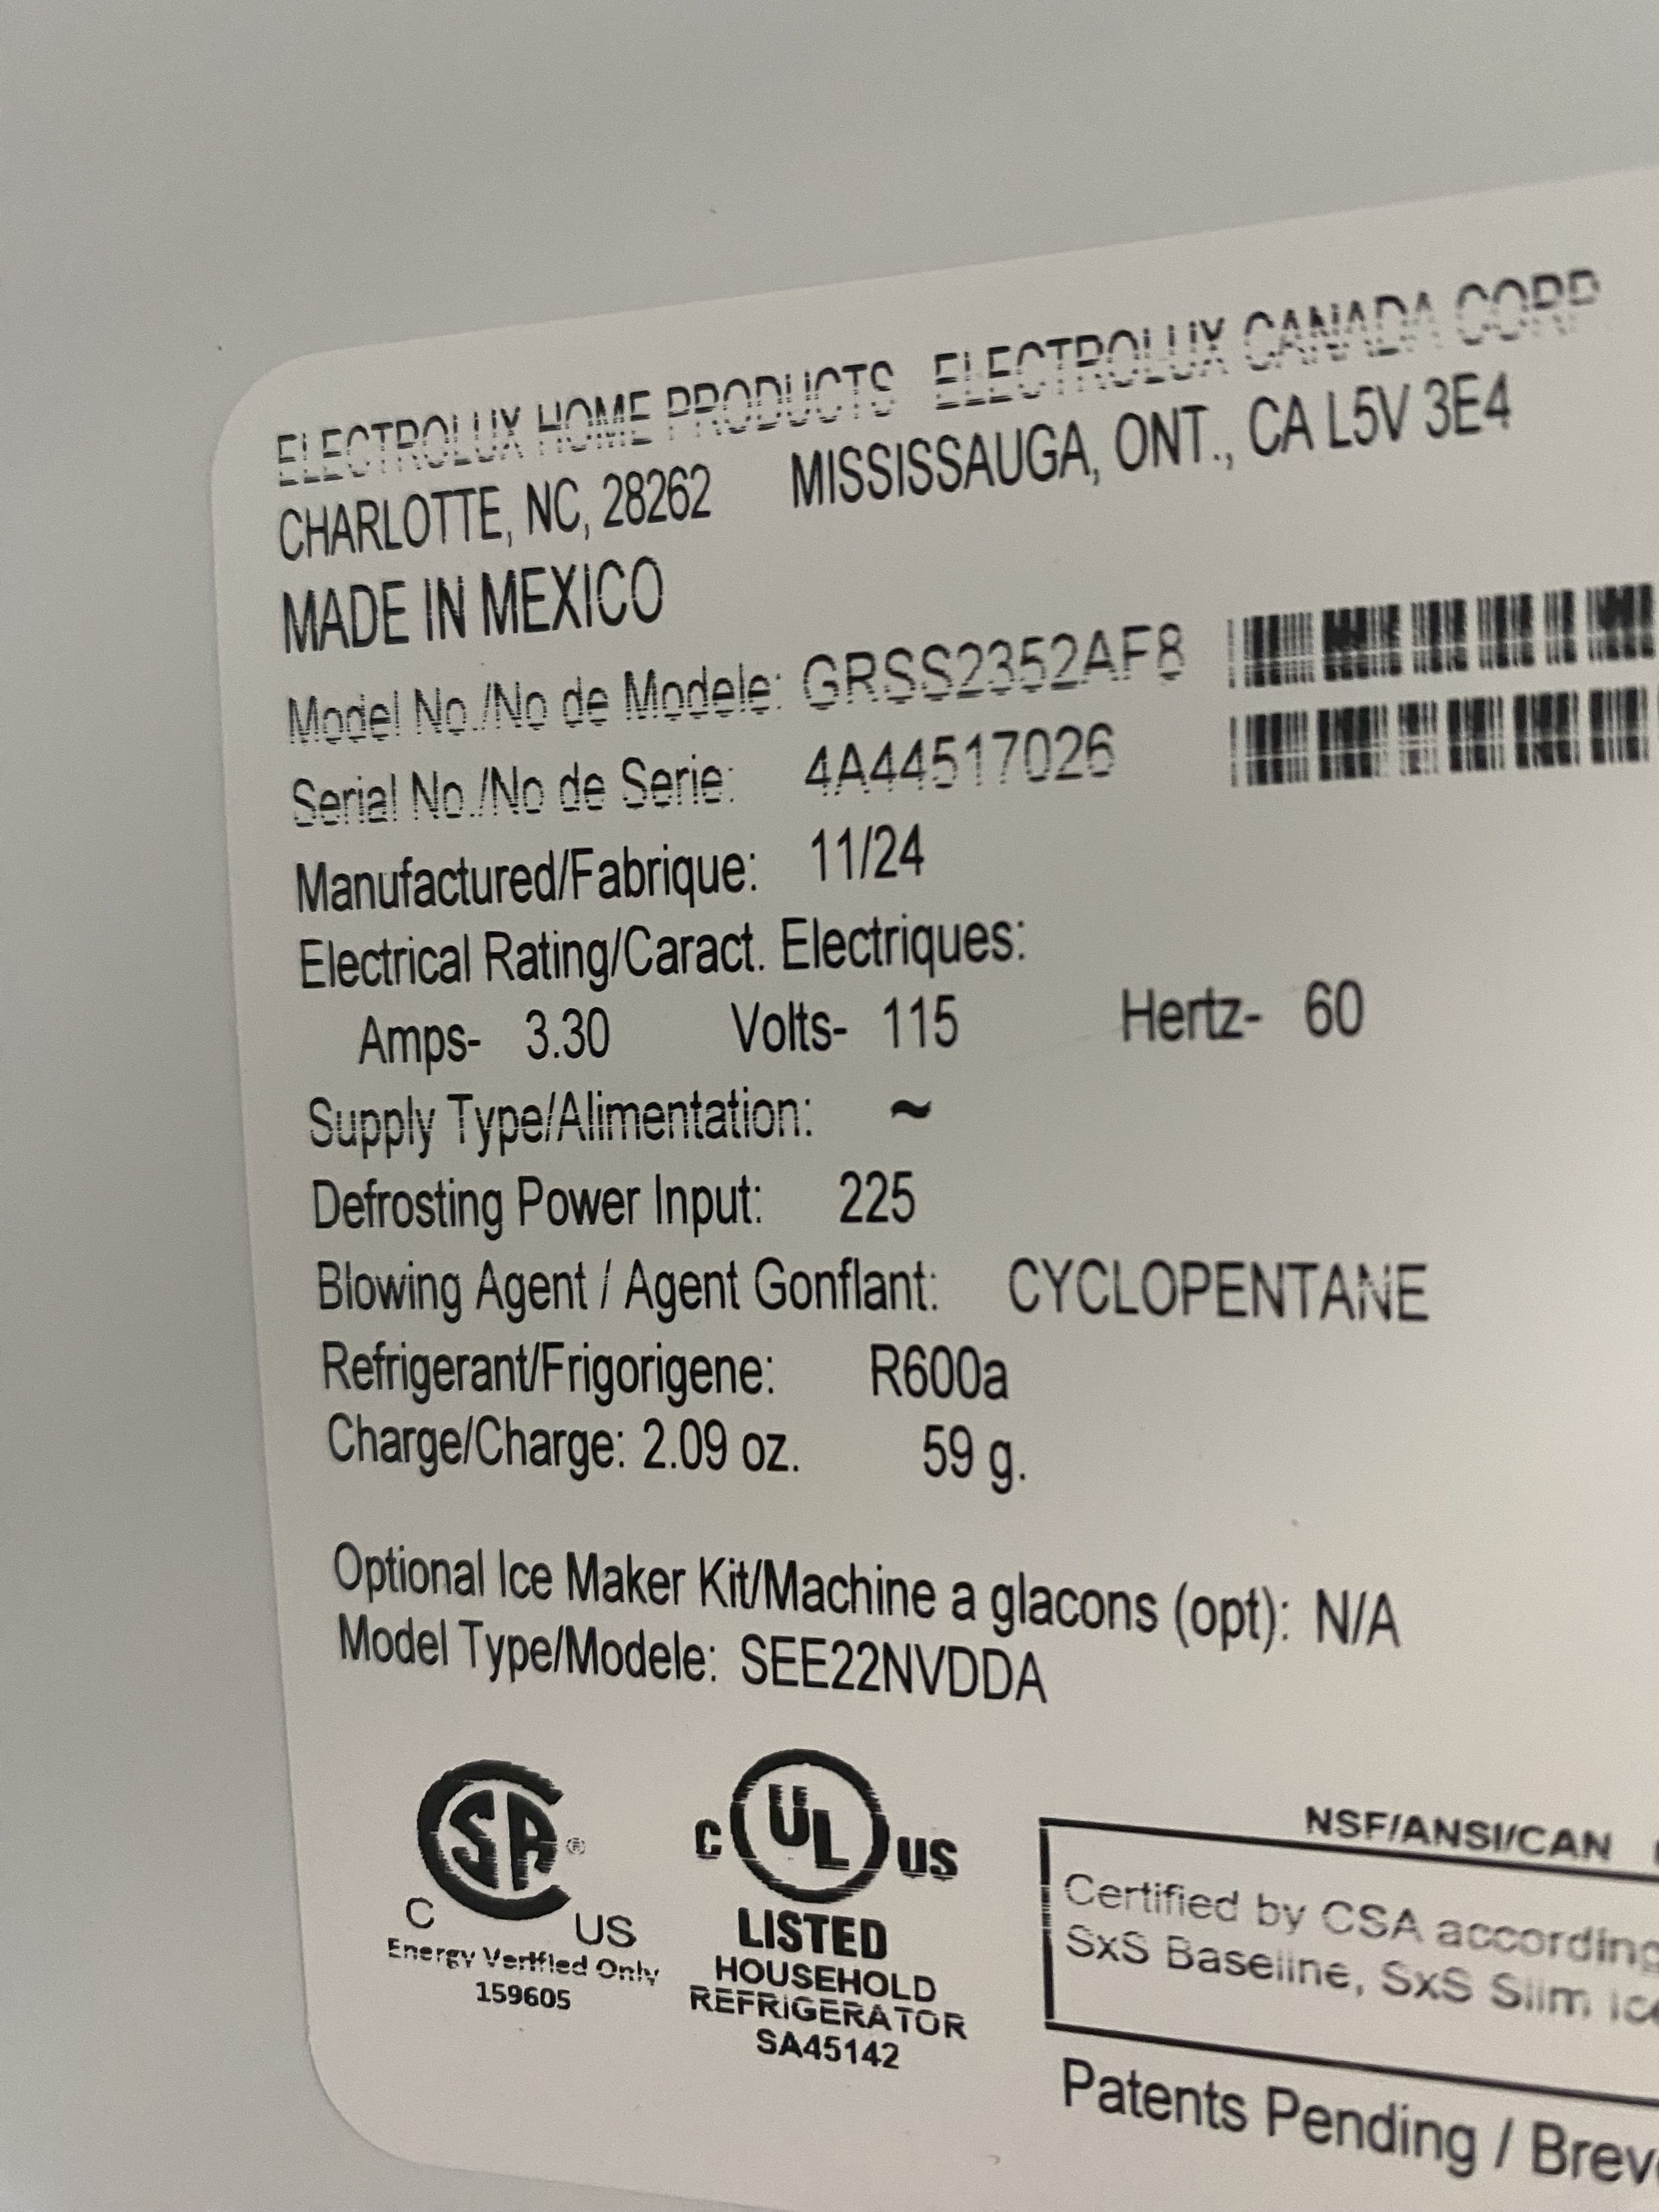 ELECTROLUX HOME PRODUCTS ELECTROLUX CANADA CORP
CHARLOTTE, NC, 28262 MISSISSAUGA, ONT., CA L5V 3E4
MADE IN MEXICO
Model No./No de Modele: GRSS2352AF8
Serial No./No de Serie: 4A44517026
Manufactured/Fabrique: 11/24
Electrical Rating/Caract. Electriques:
Amps- 3.30 Volts- 115 Hertz- 60
Supply Type/Alimentation: ~
Defrosting Power Input: 225
Blowing Agent / Agent Gonflant: CYCLOPENTANE
Refrigerant/Frigorigene: R600a
Charge/Charge: 2.09 oz. 59 g.
Optional Ice Maker Kit/Machine a glacons (opt): N/A
Model Type/Modele: SEE22NVDDA
SA®
C US
Energy Verified Only
159605
C UL US
LISTED
HOUSEHOLD
REFRIGERATOR
SA45142
NSF/ANSI/CAN
Certified by CSA according
SxS Baseline, SxS Slim
Patents Pending /